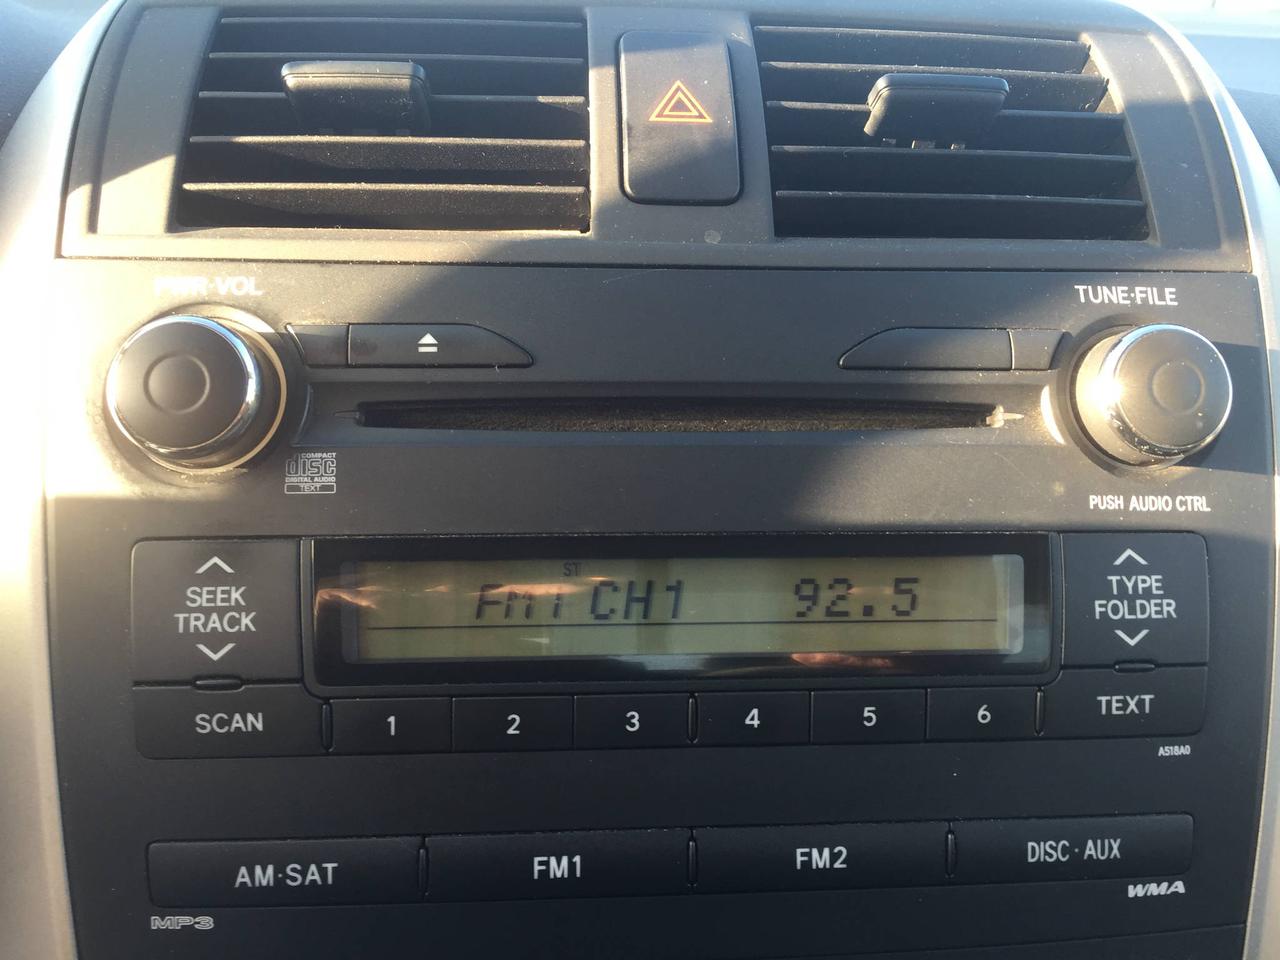 PWR·VOL
TUNE·FILE
COMPACT
disc
DIGITAL AUDIO
TEXT
PUSH AUDIO CTRL
SEEK
TRACK
ST
FM1 CH1 92.5
TYPE
FOLDER
SCAN
1 2 3 4 5 6
TEXT
A518A0
AM·SAT
FM1
FM2
DISC·AUX
MP3
WMA